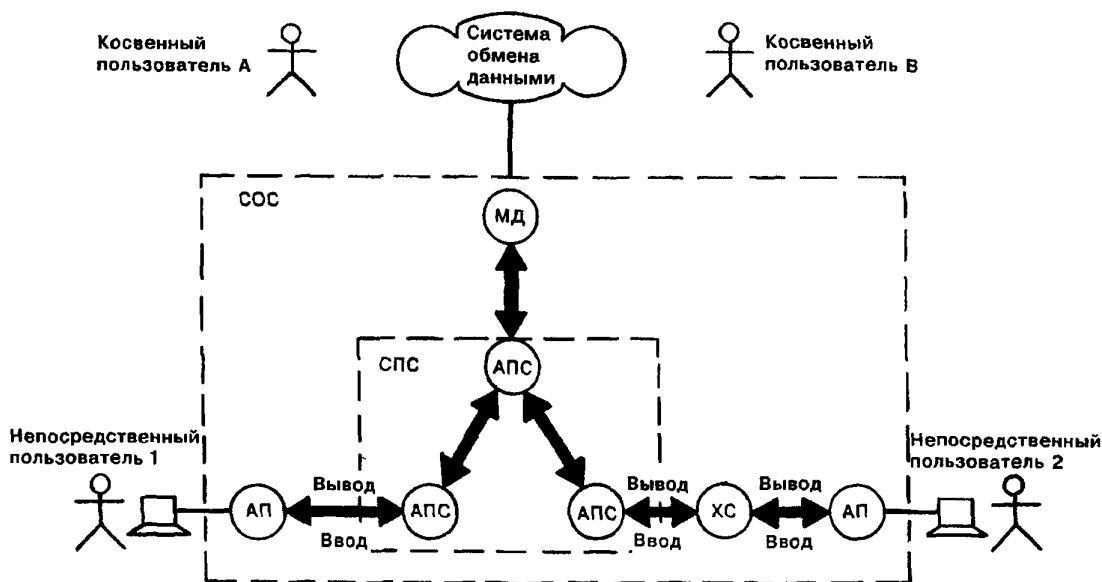 Косвенный
пользователь А
Система
обмена
данными
Косвенный
пользователь В
СОС
МД
СПС
АПС
Непосредственный
пользователь 1
Непосредственный
пользователь 2
АП
Вывод
Ввод
АПС
АПС
Вывод
Ввод
ХС
Вывод
Ввод
АП